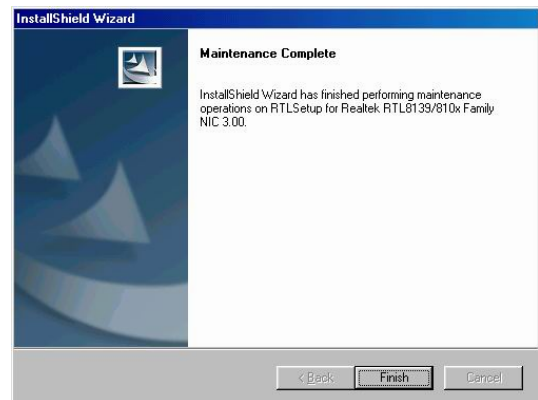 InstallShield Wizard
Maintenance Complete
InstallShield Wizard has finished performing maintenance
operations on RTLSetup for Realtek RTL8139/810x Family
NIC 3.00.
< Back
Finish
Cancel